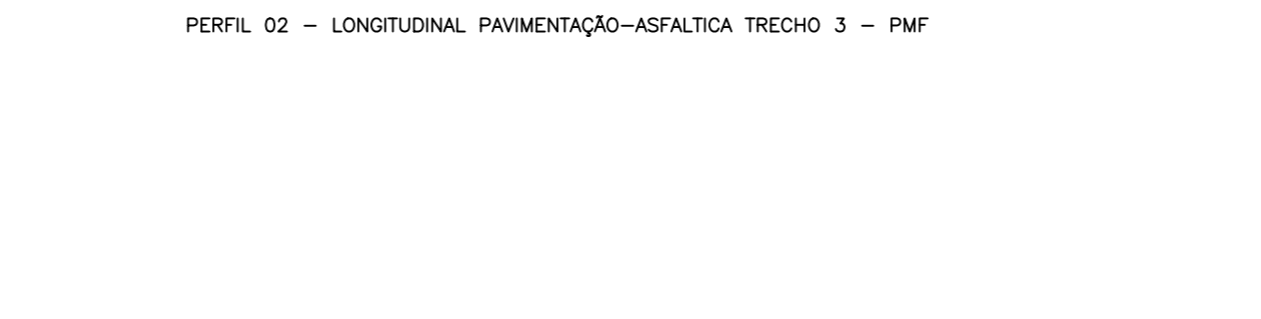 PERFIL 02 – LONGITUDINAL PAVIMENTAÇÃO–ASFALTICA TRECHO 3 – PMF